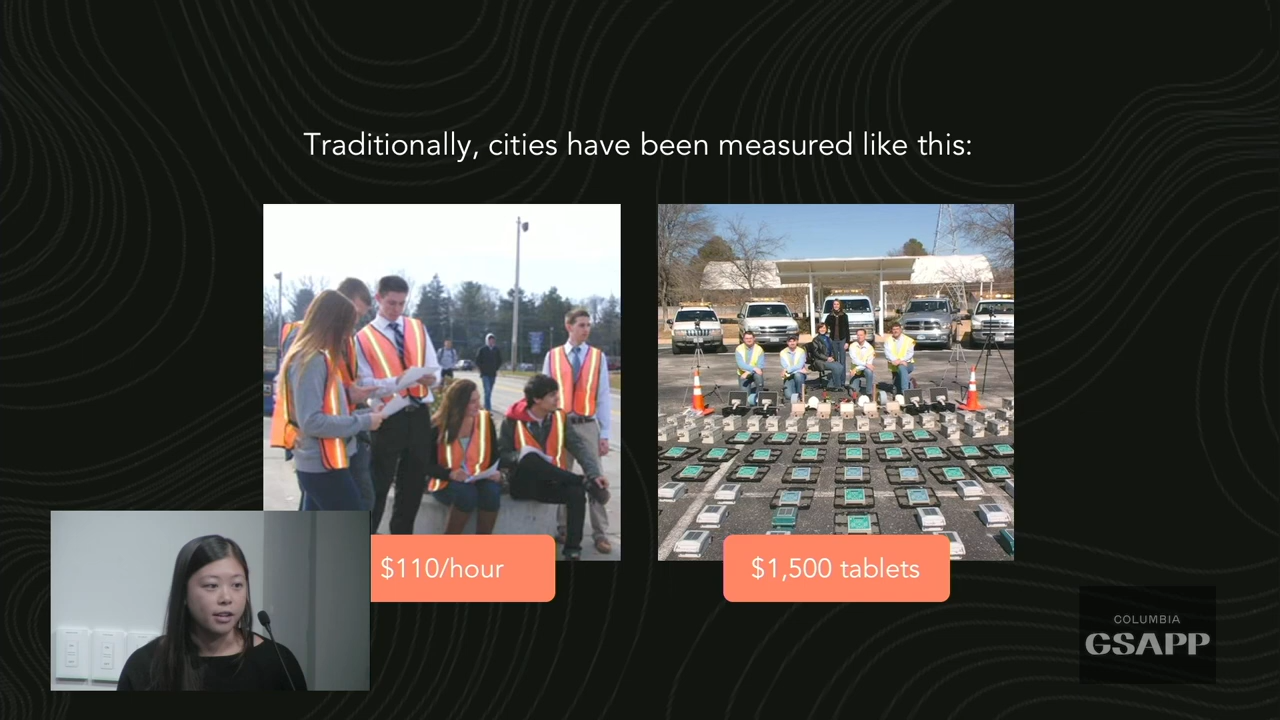 Traditionally, cities have been measured like this:
$110/hour
$1,500 tablets
COLUMBIA
GSAPP